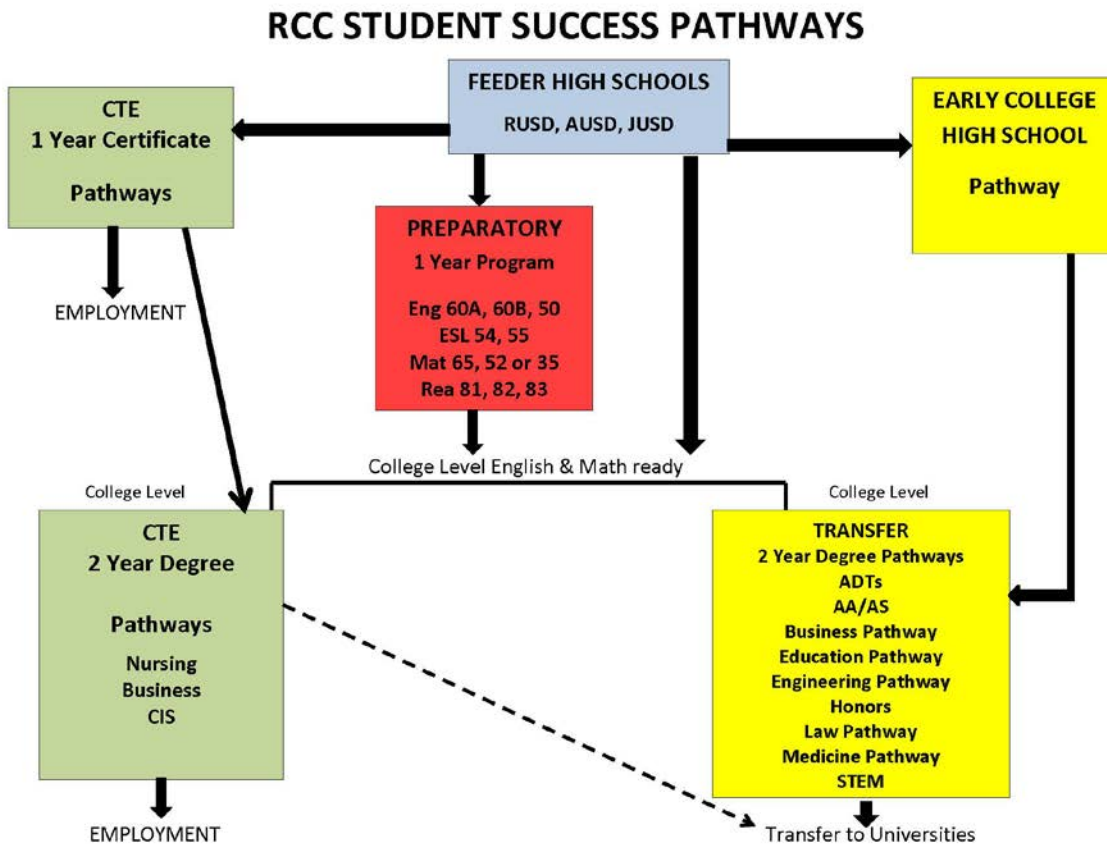 RCC STUDENT SUCCESS PATHWAYS
FEEDER HIGH SCHOOLS
RUSD, AUSD, JUSD
CTE
1 Year Certificate
Pathways
EARLY COLLEGE
HIGH SCHOOL
Pathway
PREPARATORY
1 Year Program
Eng 60A, 60B, 50
ESL 54, 55
Mat 65, 52 or 35
Rea 81, 82, 83
EMPLOYMENT
College Level English & Math ready
College Level
CTE
2 Year Degree
Pathways
Nursing
Business
CIS
College Level
TRANSFER
2 Year Degree Pathways
ADTs
AA/AS
Business Pathway
Education Pathway
Engineering Pathway
Honors
Law Pathway
Medicine Pathway
STEM
EMPLOYMENT
Transfer to Universities